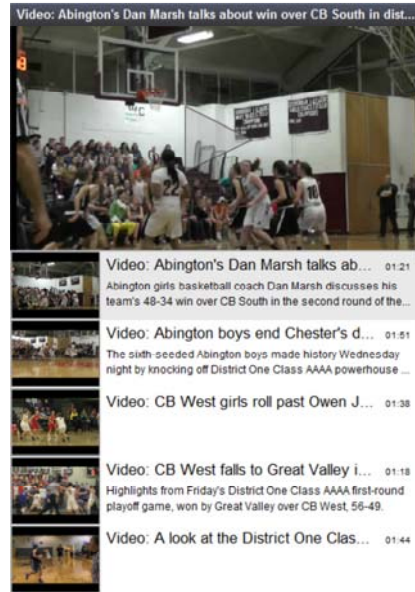 Video: Abington's Dan Marsh talks about win over CB South in dist...
22
10
Video: Abington's Dan Marsh talks ab... 01:21
Abington girls basketball coach Dan Marsh discusses his
team's 48-34 win over CB South in the second round of the...
Video: Abington boys end Chester's d... 01:51
The sixth-seeded Abington boys made history Wednesday
night by knocking off District One Class AAAA powerhouse ...
Video: CB West girls roll past Owen J... 01:38
Video: CB West falls to Great Valley i... 01:18
Highlights from Friday's District One Class AAAA first-round
playoff game, won by Great Valley over CB West, 56-49.
Video: A look at the District One Clas... 01:44